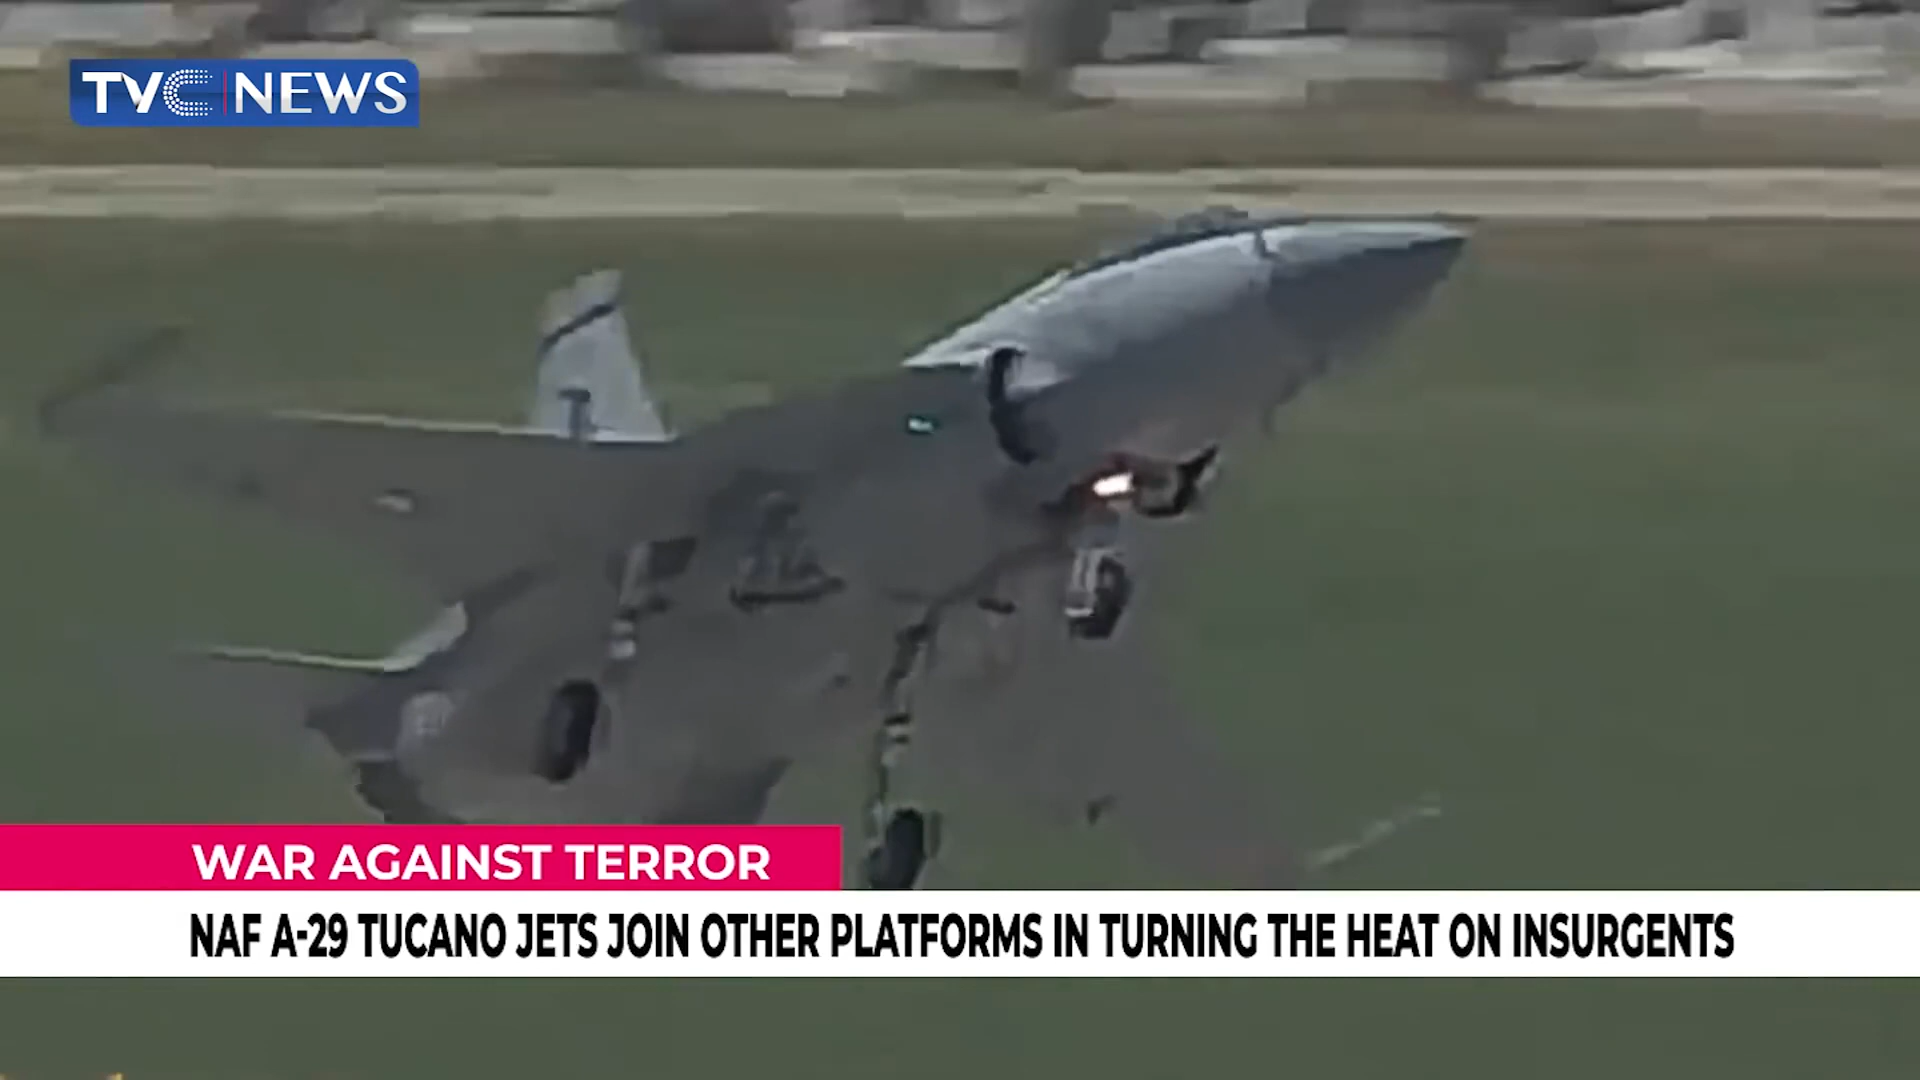 TVC NEWS
WAR AGAINST TERROR
NAF A-29 TUCANO JETS JOIN OTHER PLATFORMS IN TURNING THE HEAT ON INSURGENTS